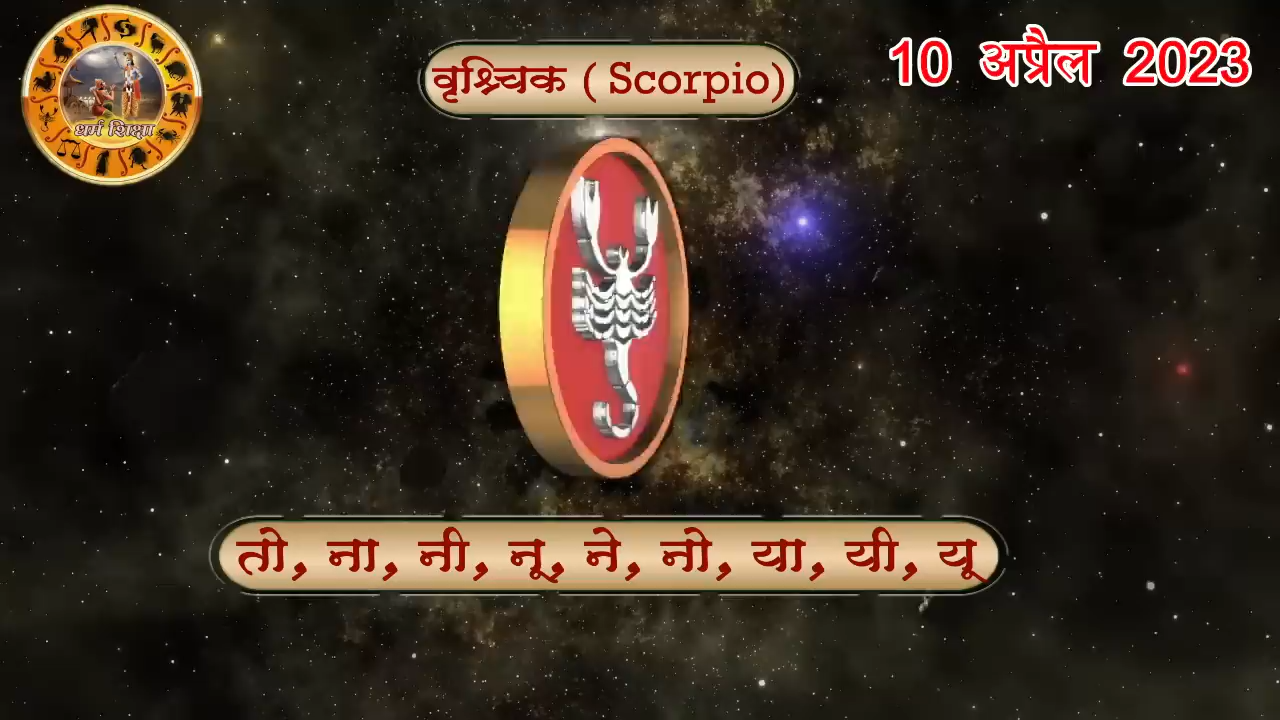 धर्म शिक्षा
वृश्चिक ( Scorpio)
10 अप्रैल 2023
तो, ना, नी, नू, ने, नो, या, यी, यू